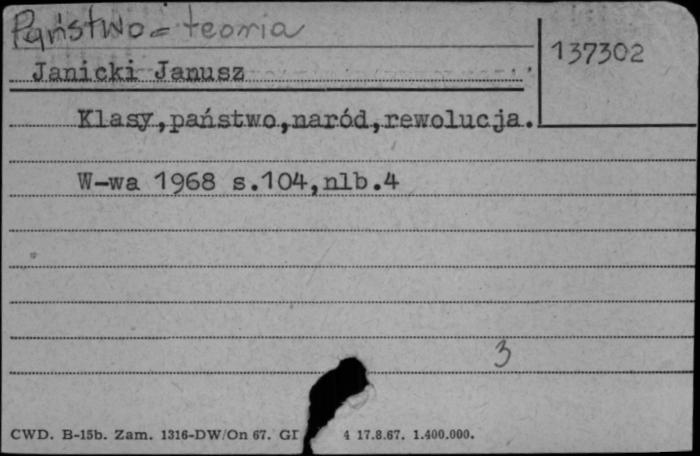 Państwo - teoria
137302
Janicki Janusz
Klasy,państwo,naród,rewolucja.
W-wa 1968 s.104,nlb.4
3
CWD. B-15b. Zam. 1316-DW/On 67. 4 17.8.67. 1.400.000.